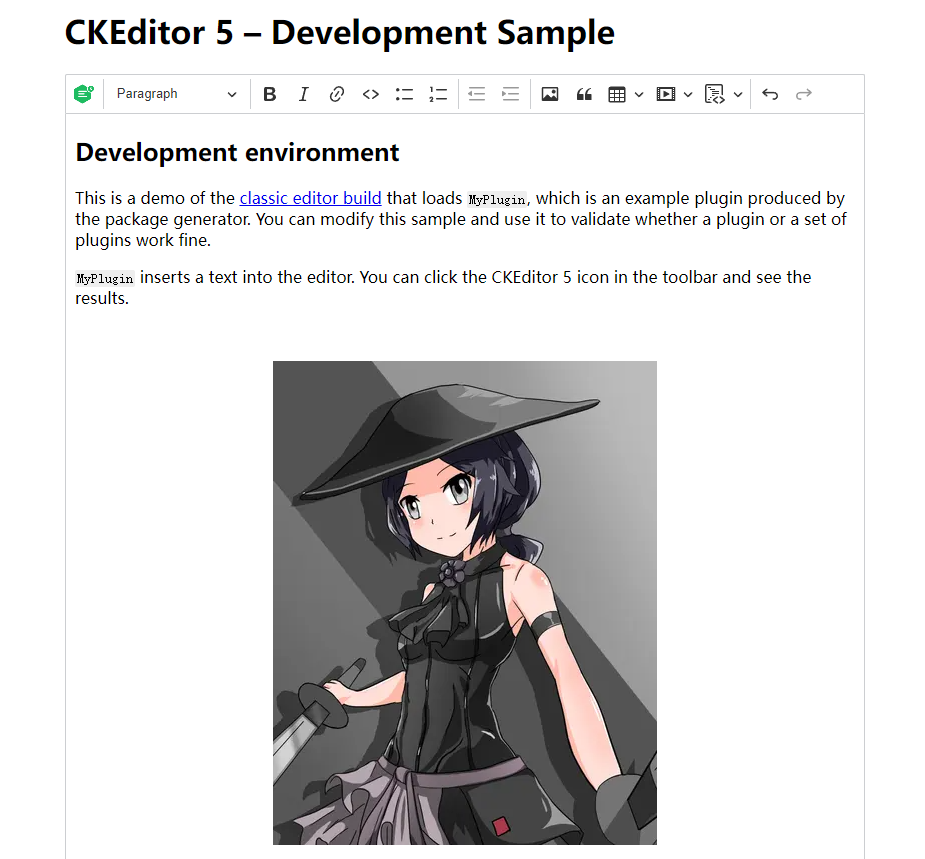 CKEditor 5 – Development Sample
Paragraph
Development environment
This is a demo of the classic editor build that loads MyPlugin, which is an example plugin produced by
the package generator. You can modify this sample and use it to validate whether a plugin or a set of
plugins work fine.
MyPlugin inserts a text into the editor. You can click the CKEditor 5 icon in the toolbar and see the
results.